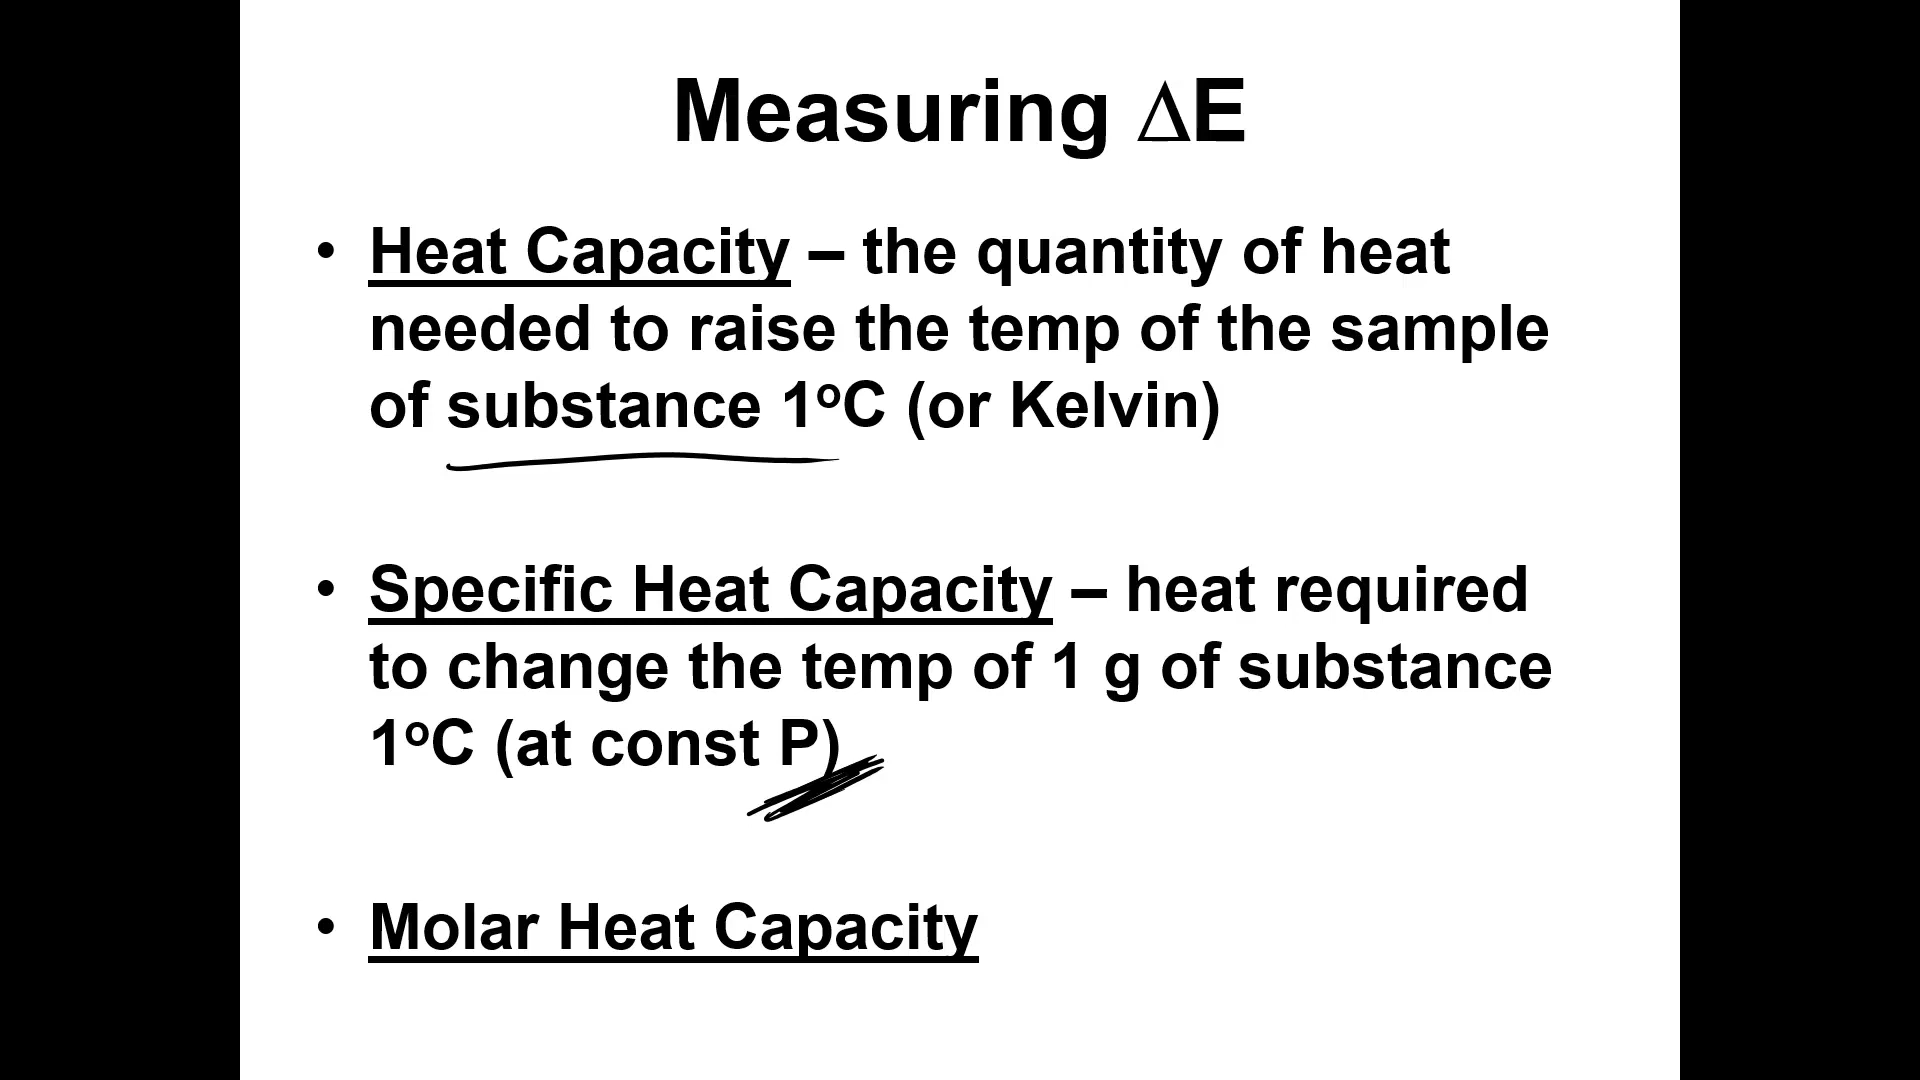 Measuring ΔE
• Heat Capacity – the quantity of heat
needed to raise the temp of the sample
of substance 1ºC (or Kelvin)
• Specific Heat Capacity – heat required
to change the temp of 1 g of substance
1ºC (at const P)
• Molar Heat Capacity